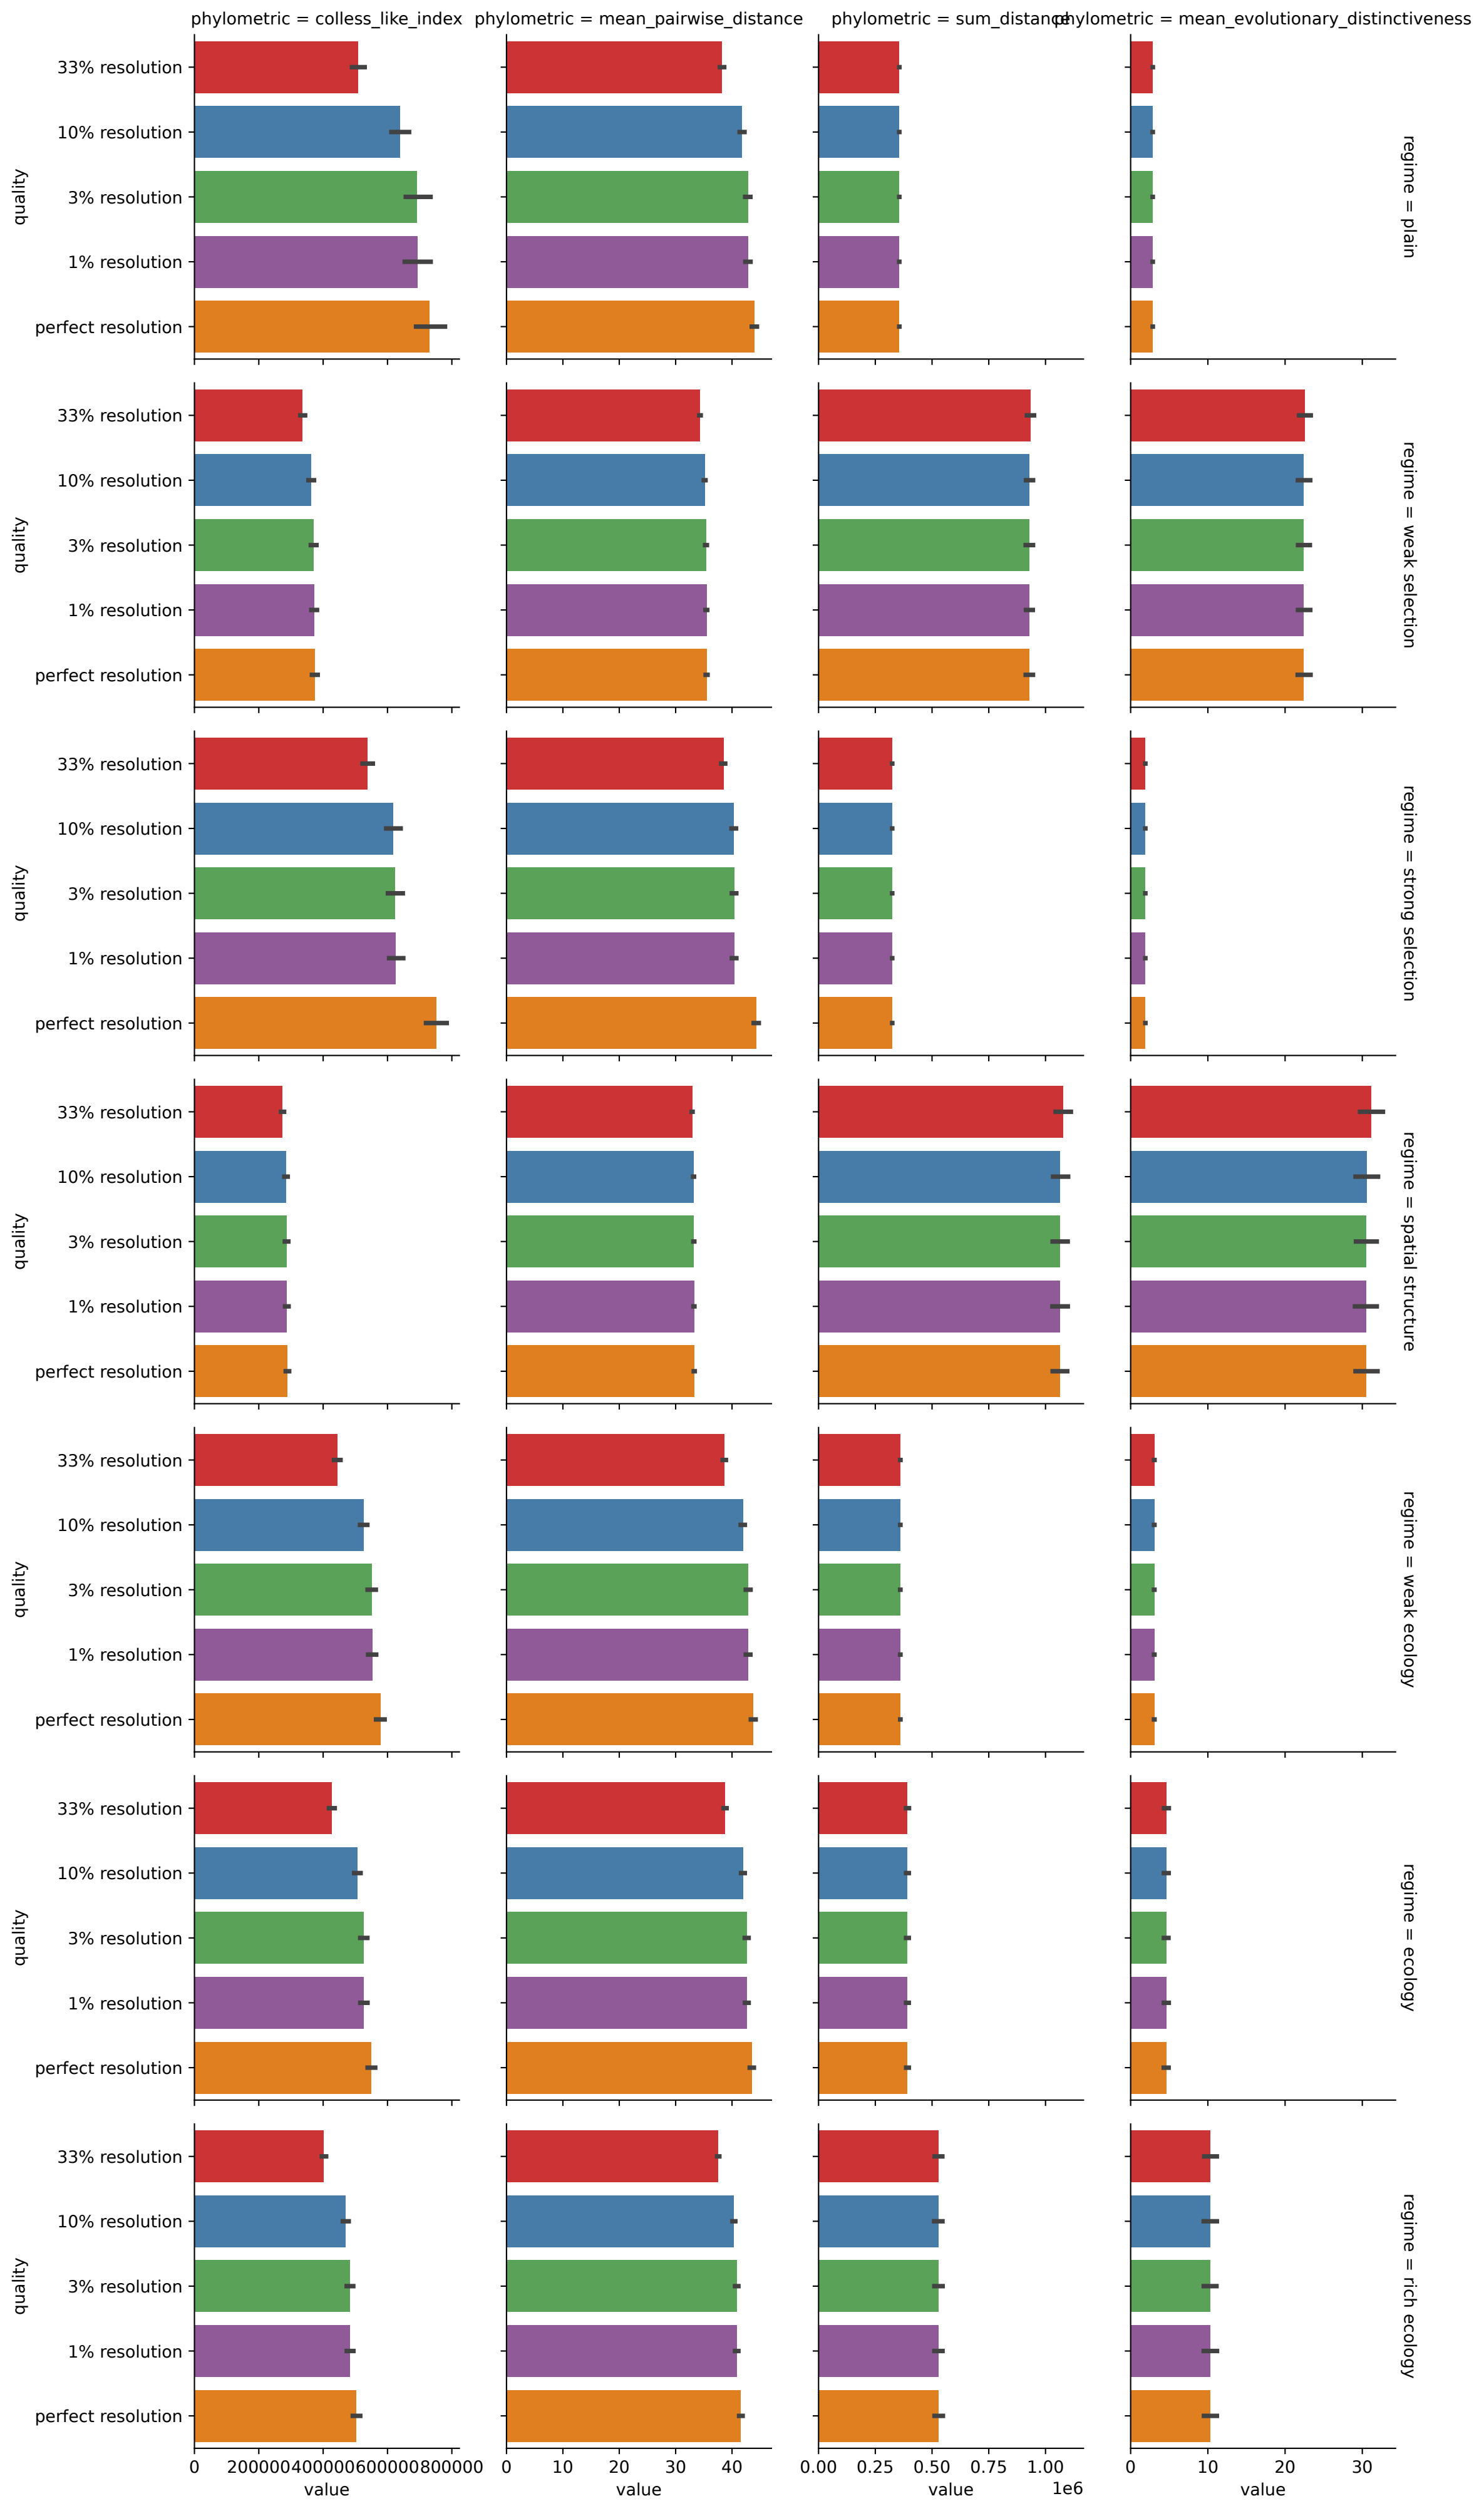 phylometric = colless_like_index
phylometric = mean_pairwise_distance
phylometric = sum_distance
phylometric = mean_evolutionary_distinctiveness
33% resolution
10% resolution
3% resolution
1% resolution
perfect resolution
quality
regime = plain
33% resolution
10% resolution
3% resolution
1% resolution
perfect resolution
quality
regime = weak selection
33% resolution
10% resolution
3% resolution
1% resolution
perfect resolution
quality
regime = strong selection
33% resolution
10% resolution
3% resolution
1% resolution
perfect resolution
quality
regime = spatial structure
33% resolution
10% resolution
3% resolution
1% resolution
perfect resolution
quality
regime = weak ecology
33% resolution
10% resolution
3% resolution
1% resolution
perfect resolution
quality
regime = ecology
33% resolution
10% resolution
3% resolution
1% resolution
perfect resolution
quality
regime = rich ecology
0 200000 400000 600000 800000
value
0 10 20 30 40
value
0.00 0.25 0.50 0.75 1.00
1e6
value
0 10 20 30
value